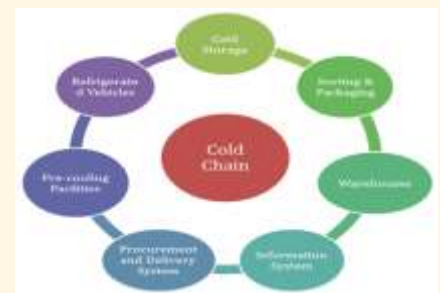 Cold
Storage
Sorting &
Packaging
Warehouses
Information
System
Procurement
and Delivery
System
Pre-cooling
Facilities
Refrigerate
d Vehicles
Cold
Chain